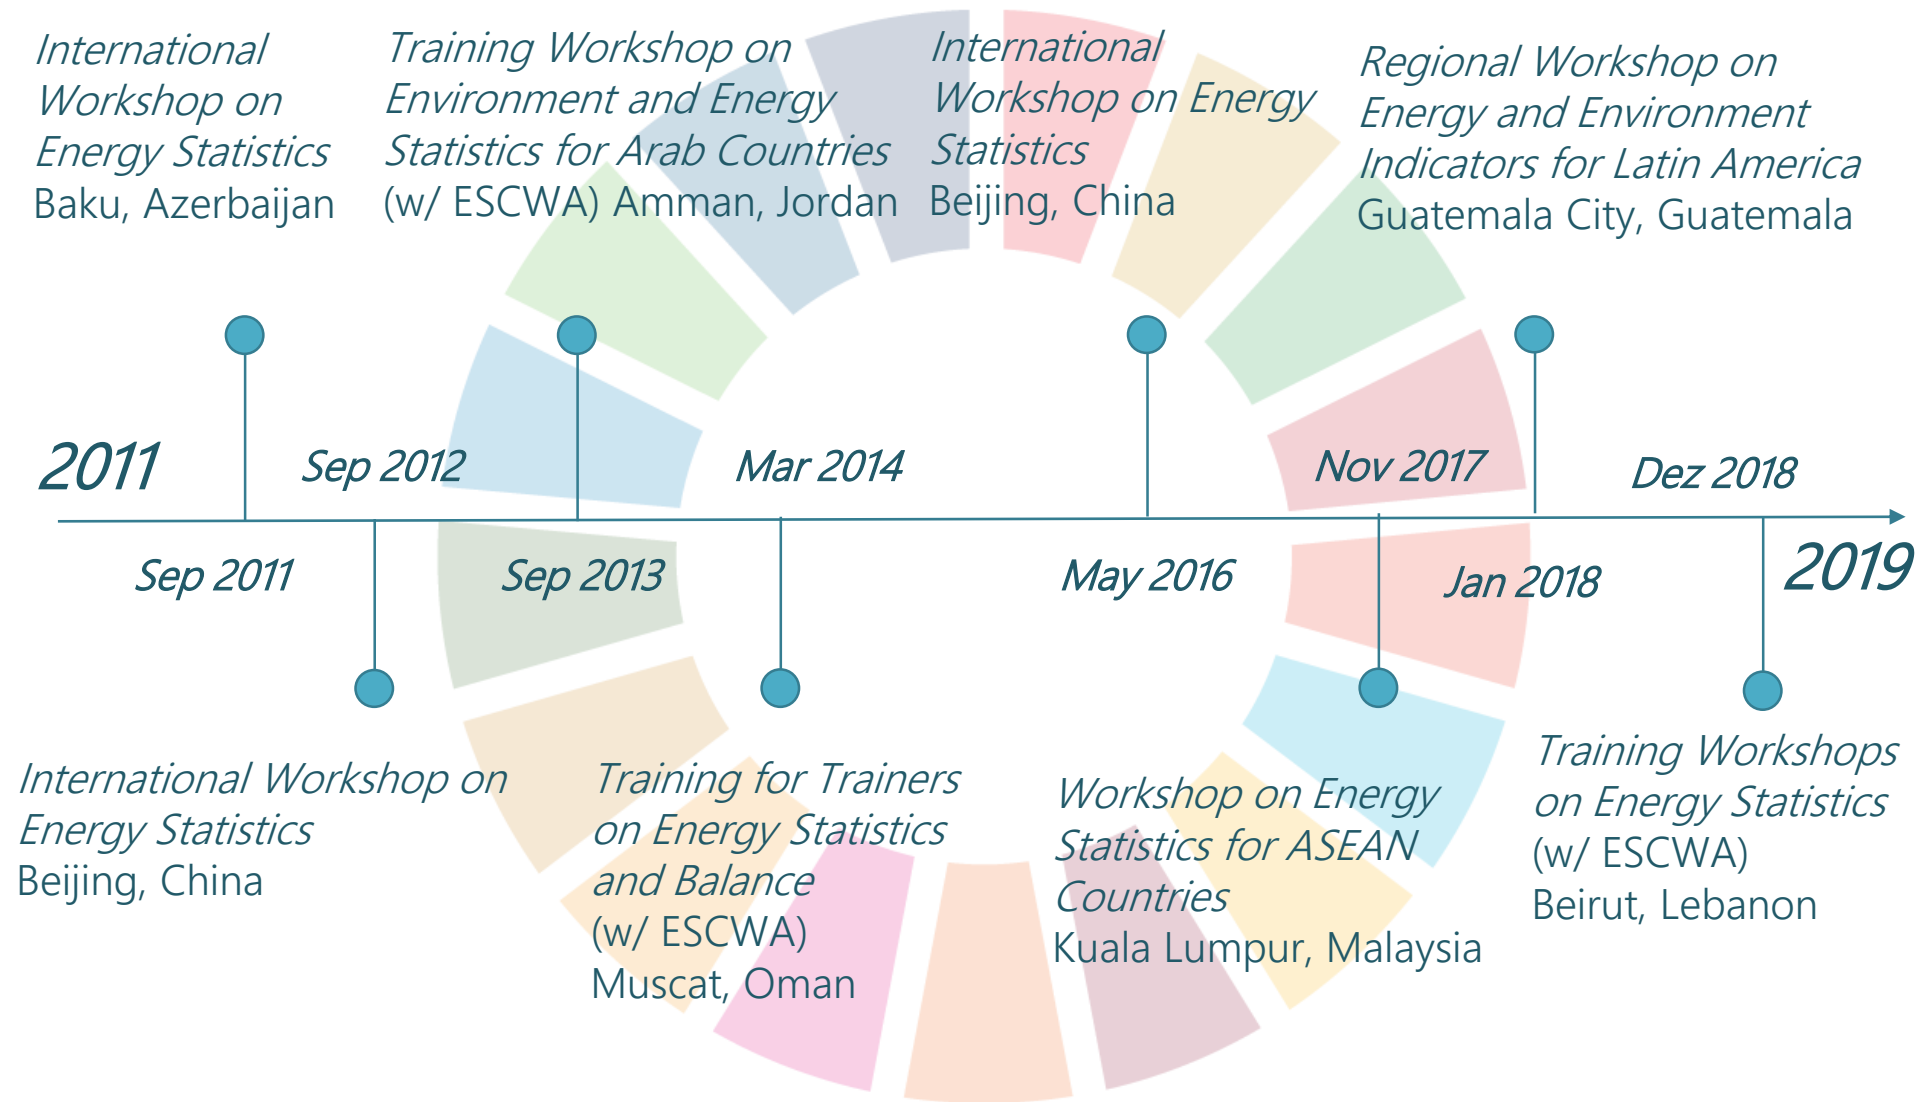 International
Workshop on
Energy Statistics
Baku, Azerbaijan
Training Workshop on
Environment and Energy
Statistics for Arab Countries
(w/ ESCWA) Amman, Jordan
International
Workshop on Energy
Statistics
Beijing, China
Regional Workshop on
Energy and Environment
Indicators for Latin America
Guatemala City, Guatemala
2011
Sep 2012
Mar 2014
Nov 2017
Dez 2018
Sep 2011
Sep 2013
May 2016
Jan 2018
2019
International Workshop on
Energy Statistics
Beijing, China
Training for Trainers
on Energy Statistics
and Balance
(w/ ESCWA)
Muscat, Oman
Workshop on Energy
Statistics for ASEAN
Countries
Kuala Lumpur, Malaysia
Training Workshops
on Energy Statistics
(w/ ESCWA)
Beirut, Lebanon